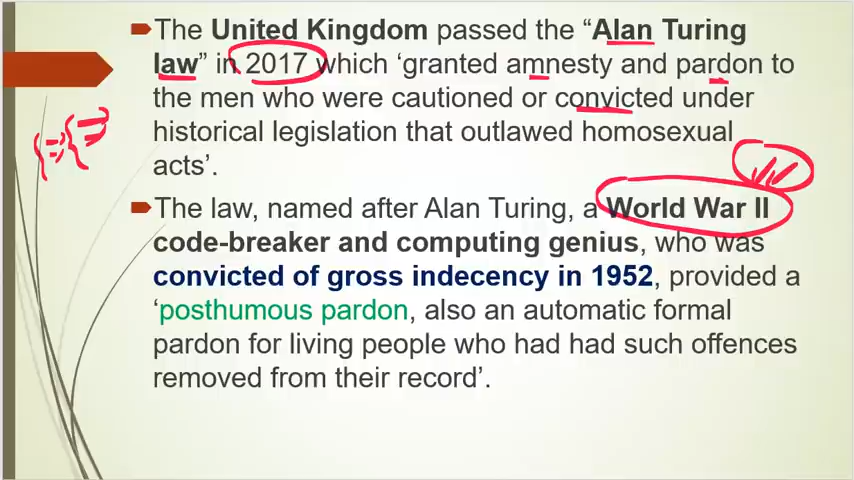 The United Kingdom passed the “Alan Turing
law” in 2017 which ‘granted amnesty and pardon to
the men who were cautioned or convicted under
historical legislation that outlawed homosexual
acts’.
The law, named after Alan Turing, a World War II
code-breaker and computing genius, who was
convicted of gross indecency in 1952, provided a
‘posthumous pardon, also an automatic formal
pardon for living people who had had such offences
removed from their record’.